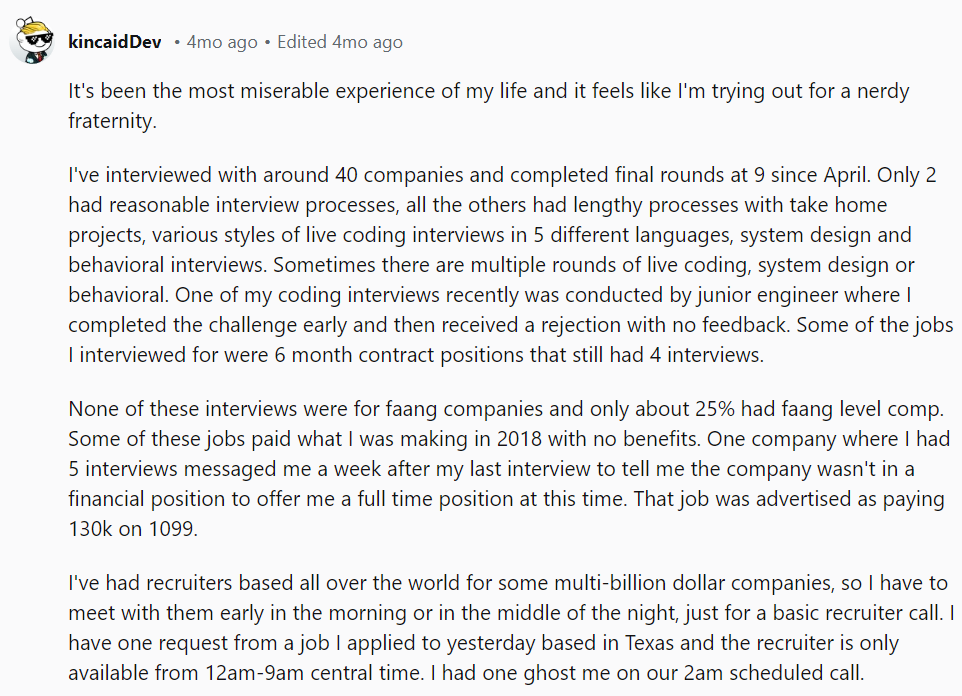 kincaidDev • 4mo ago • Edited 4mo ago
It's been the most miserable experience of my life and it feels like I'm trying out for a nerdy
fraternity.
I've interviewed with around 40 companies and completed final rounds at 9 since April. Only 2
had reasonable interview processes, all the others had lengthy processes with take home
projects, various styles of live coding interviews in 5 different languages, system design and
behavioral interviews. Sometimes there are multiple rounds of live coding, system design or
behavioral. One of my coding interviews recently was conducted by junior engineer where I
completed the challenge early and then received a rejection with no feedback. Some of the jobs
I interviewed for were 6 month contract positions that still had 4 interviews.
None of these interviews were for faang companies and only about 25% had faang level comp.
Some of these jobs paid what I was making in 2018 with no benefits. One company where I had
5 interviews messaged me a week after my last interview to tell me the company wasn't in a
financial position to offer me a full time position at this time. That job was advertised as paying
130k on 1099.
I've had recruiters based all over the world for some multi-billion dollar companies, so I have to
meet with them early in the morning or in the middle of the night, just for a basic recruiter call. I
have one request from a job I applied to yesterday based in Texas and the recruiter is only
available from 12am-9am central time. I had one ghost me on our 2am scheduled call.